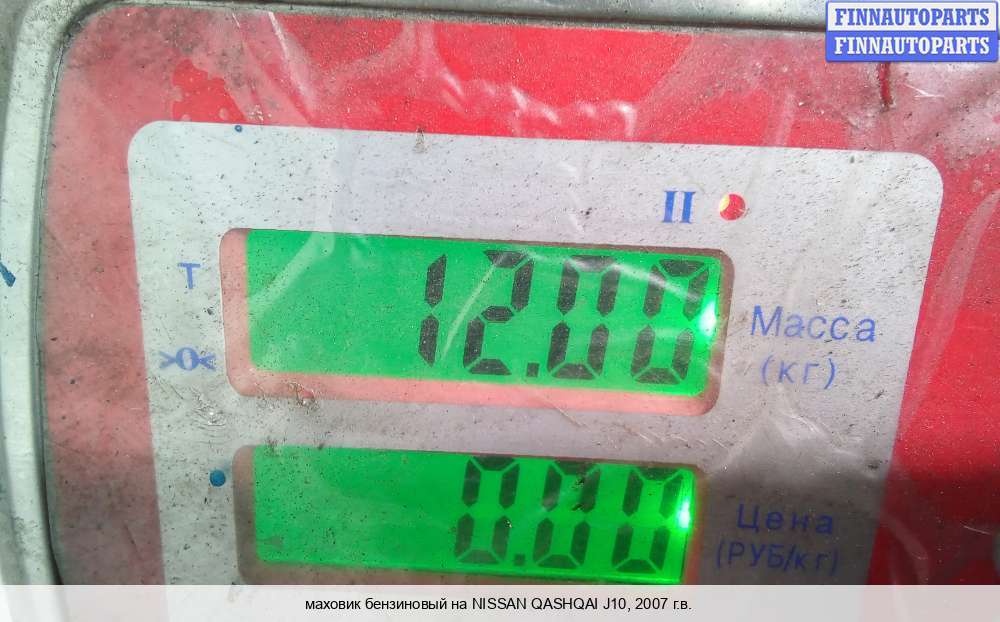 FINNAUTOPARTS
FINNAUTOPARTS
II
T
12.00
Масса
(кг)
>0<
0.00
Цена
(РУБ/кг)
маховик бензиновый на NISSAN QASHQAI J10, 2007 г.в.